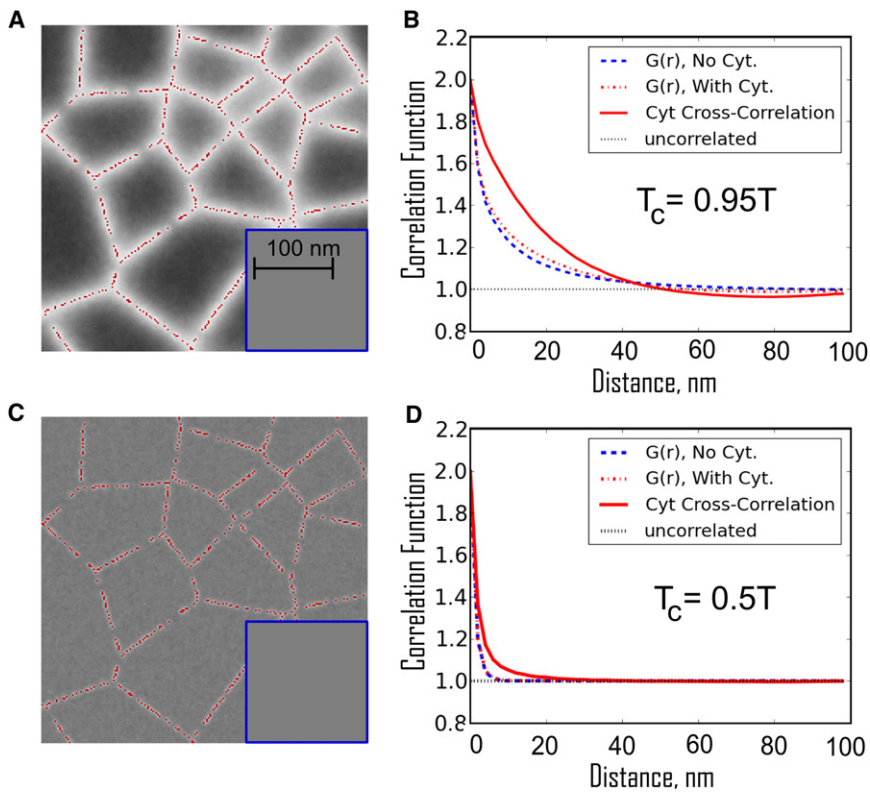 A
100 nm
B
Correlation Function
2.2
2.0
1.8
1.6
1.4
1.2
1.0
0.8
G(r), No Cyt.
G(r), With Cyt.
Cyt Cross-Correlation
uncorrelated
Tc= 0.95T
0 20 40 60 80 100
Distance, nm
C
D
Correlation Function
2.2
2.0
1.8
1.6
1.4
1.2
1.0
0.8
G(r), No Cyt.
G(r), With Cyt.
Cyt Cross-Correlation
uncorrelated
Tc= 0.5T
0 20 40 60 80 100
Distance, nm